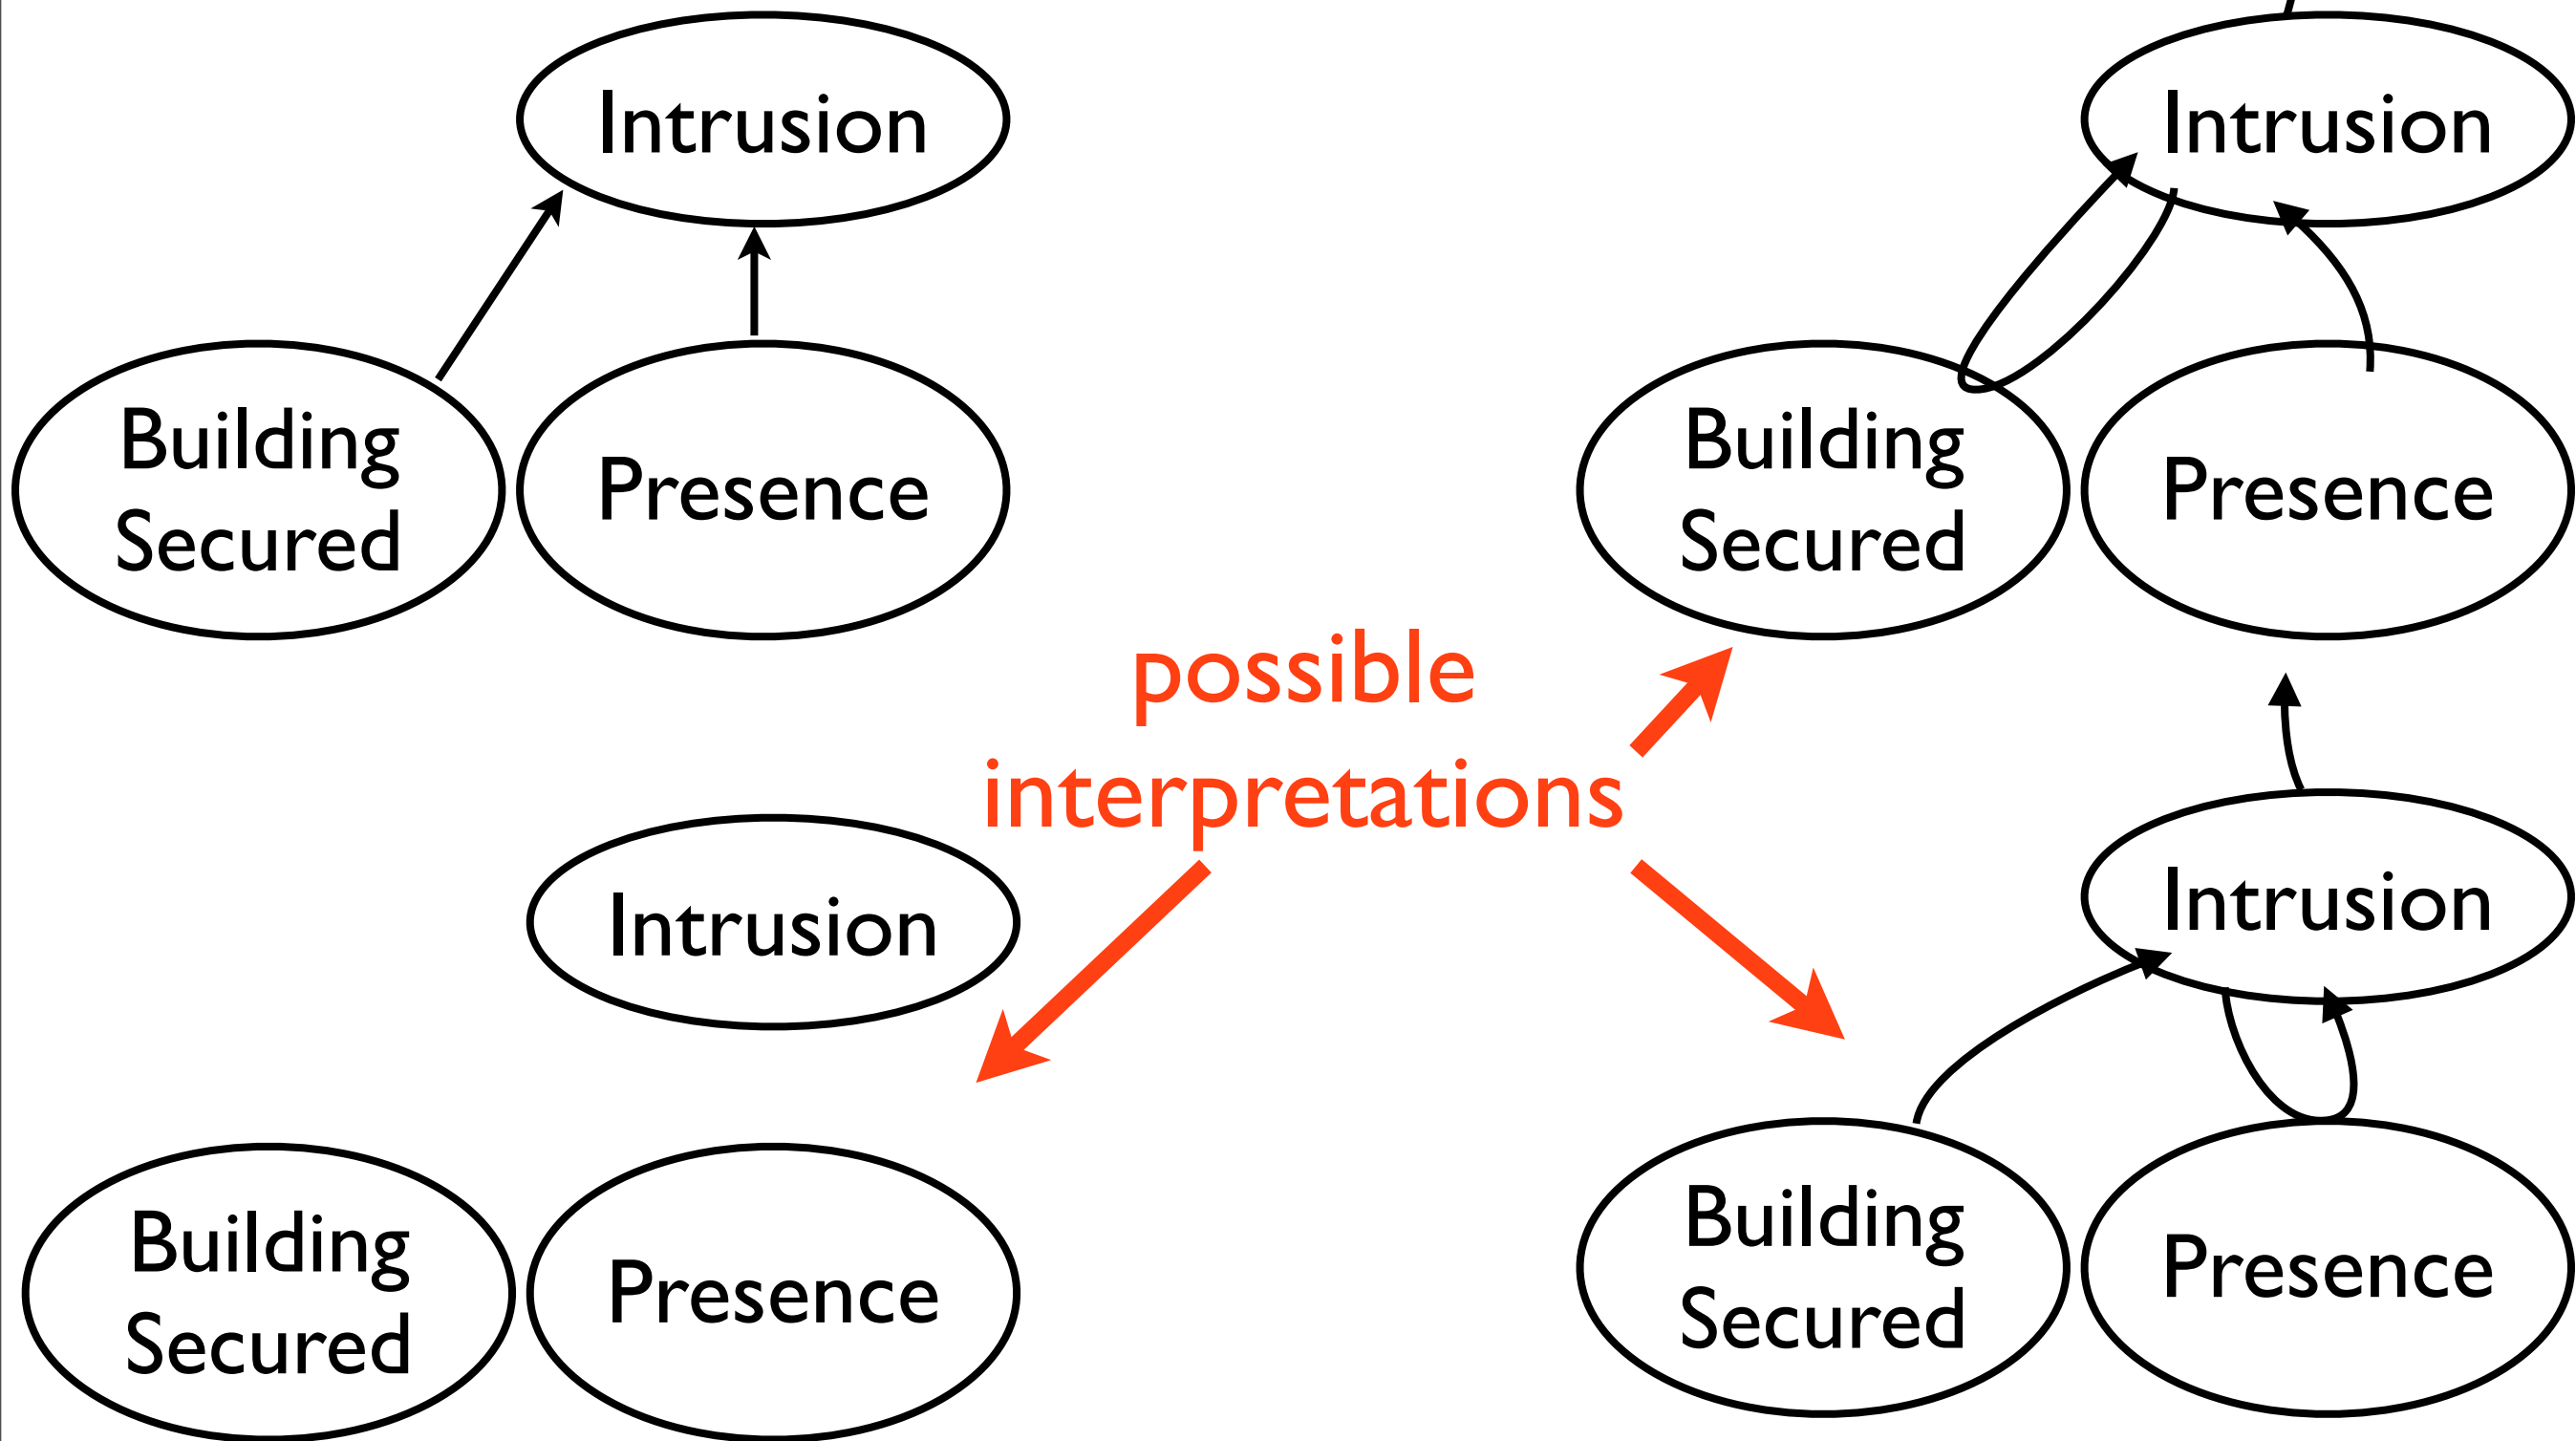 Intrusion
Building
Secured
Presence
Intrusion
Building
Secured
Presence
possible
interpretations
Intrusion
Building
Secured
Presence
Intrusion
Building
Secured
Presence